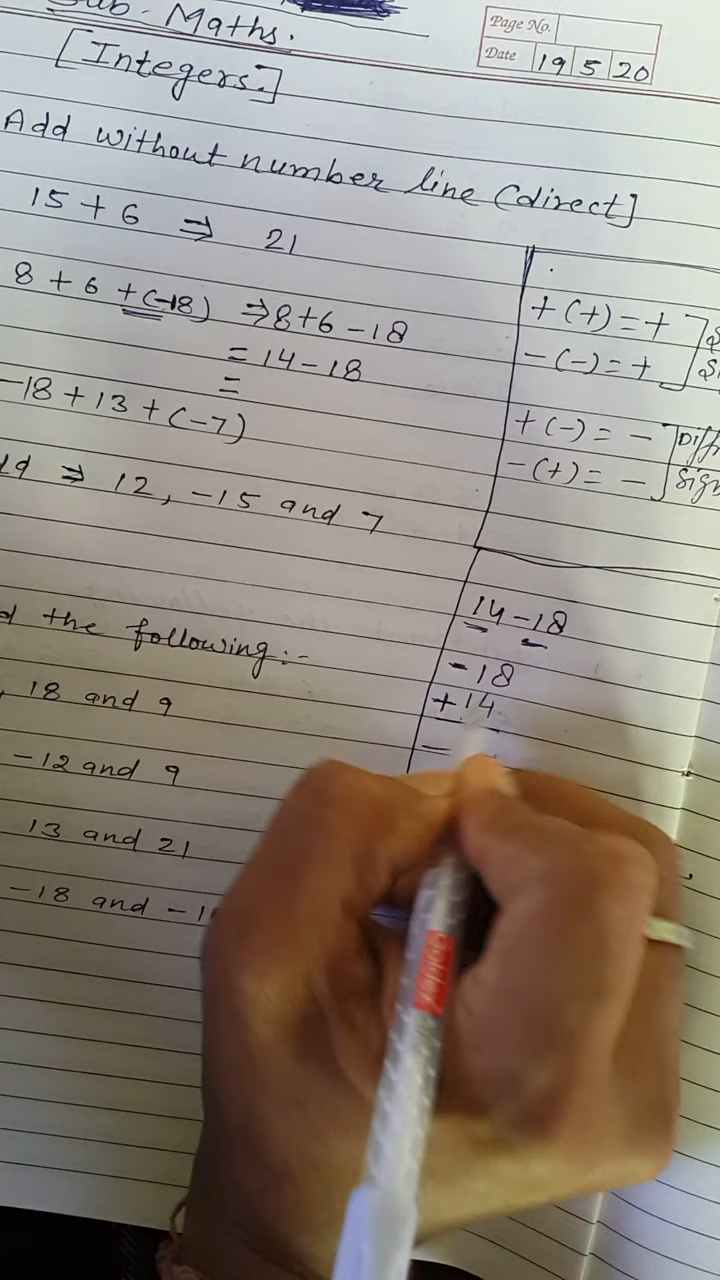 Sub - Maths.
Page No.
Date 19 5 20
[Integers.]
Add without number line (direct]
15 + 6 ⇒ 21
8 + 6 + (-18) ⇒ 8+6-18
= 14-18
=
-18 + 13 + (-7)
⇒ 12, -15 and 7
+ (+) = +
- (-) = +
+ (-) = -
- (+) = -
14 - 18
-18
+14
=
the following:-
18 and 9
-12 and 9
13 and 21
-18 and